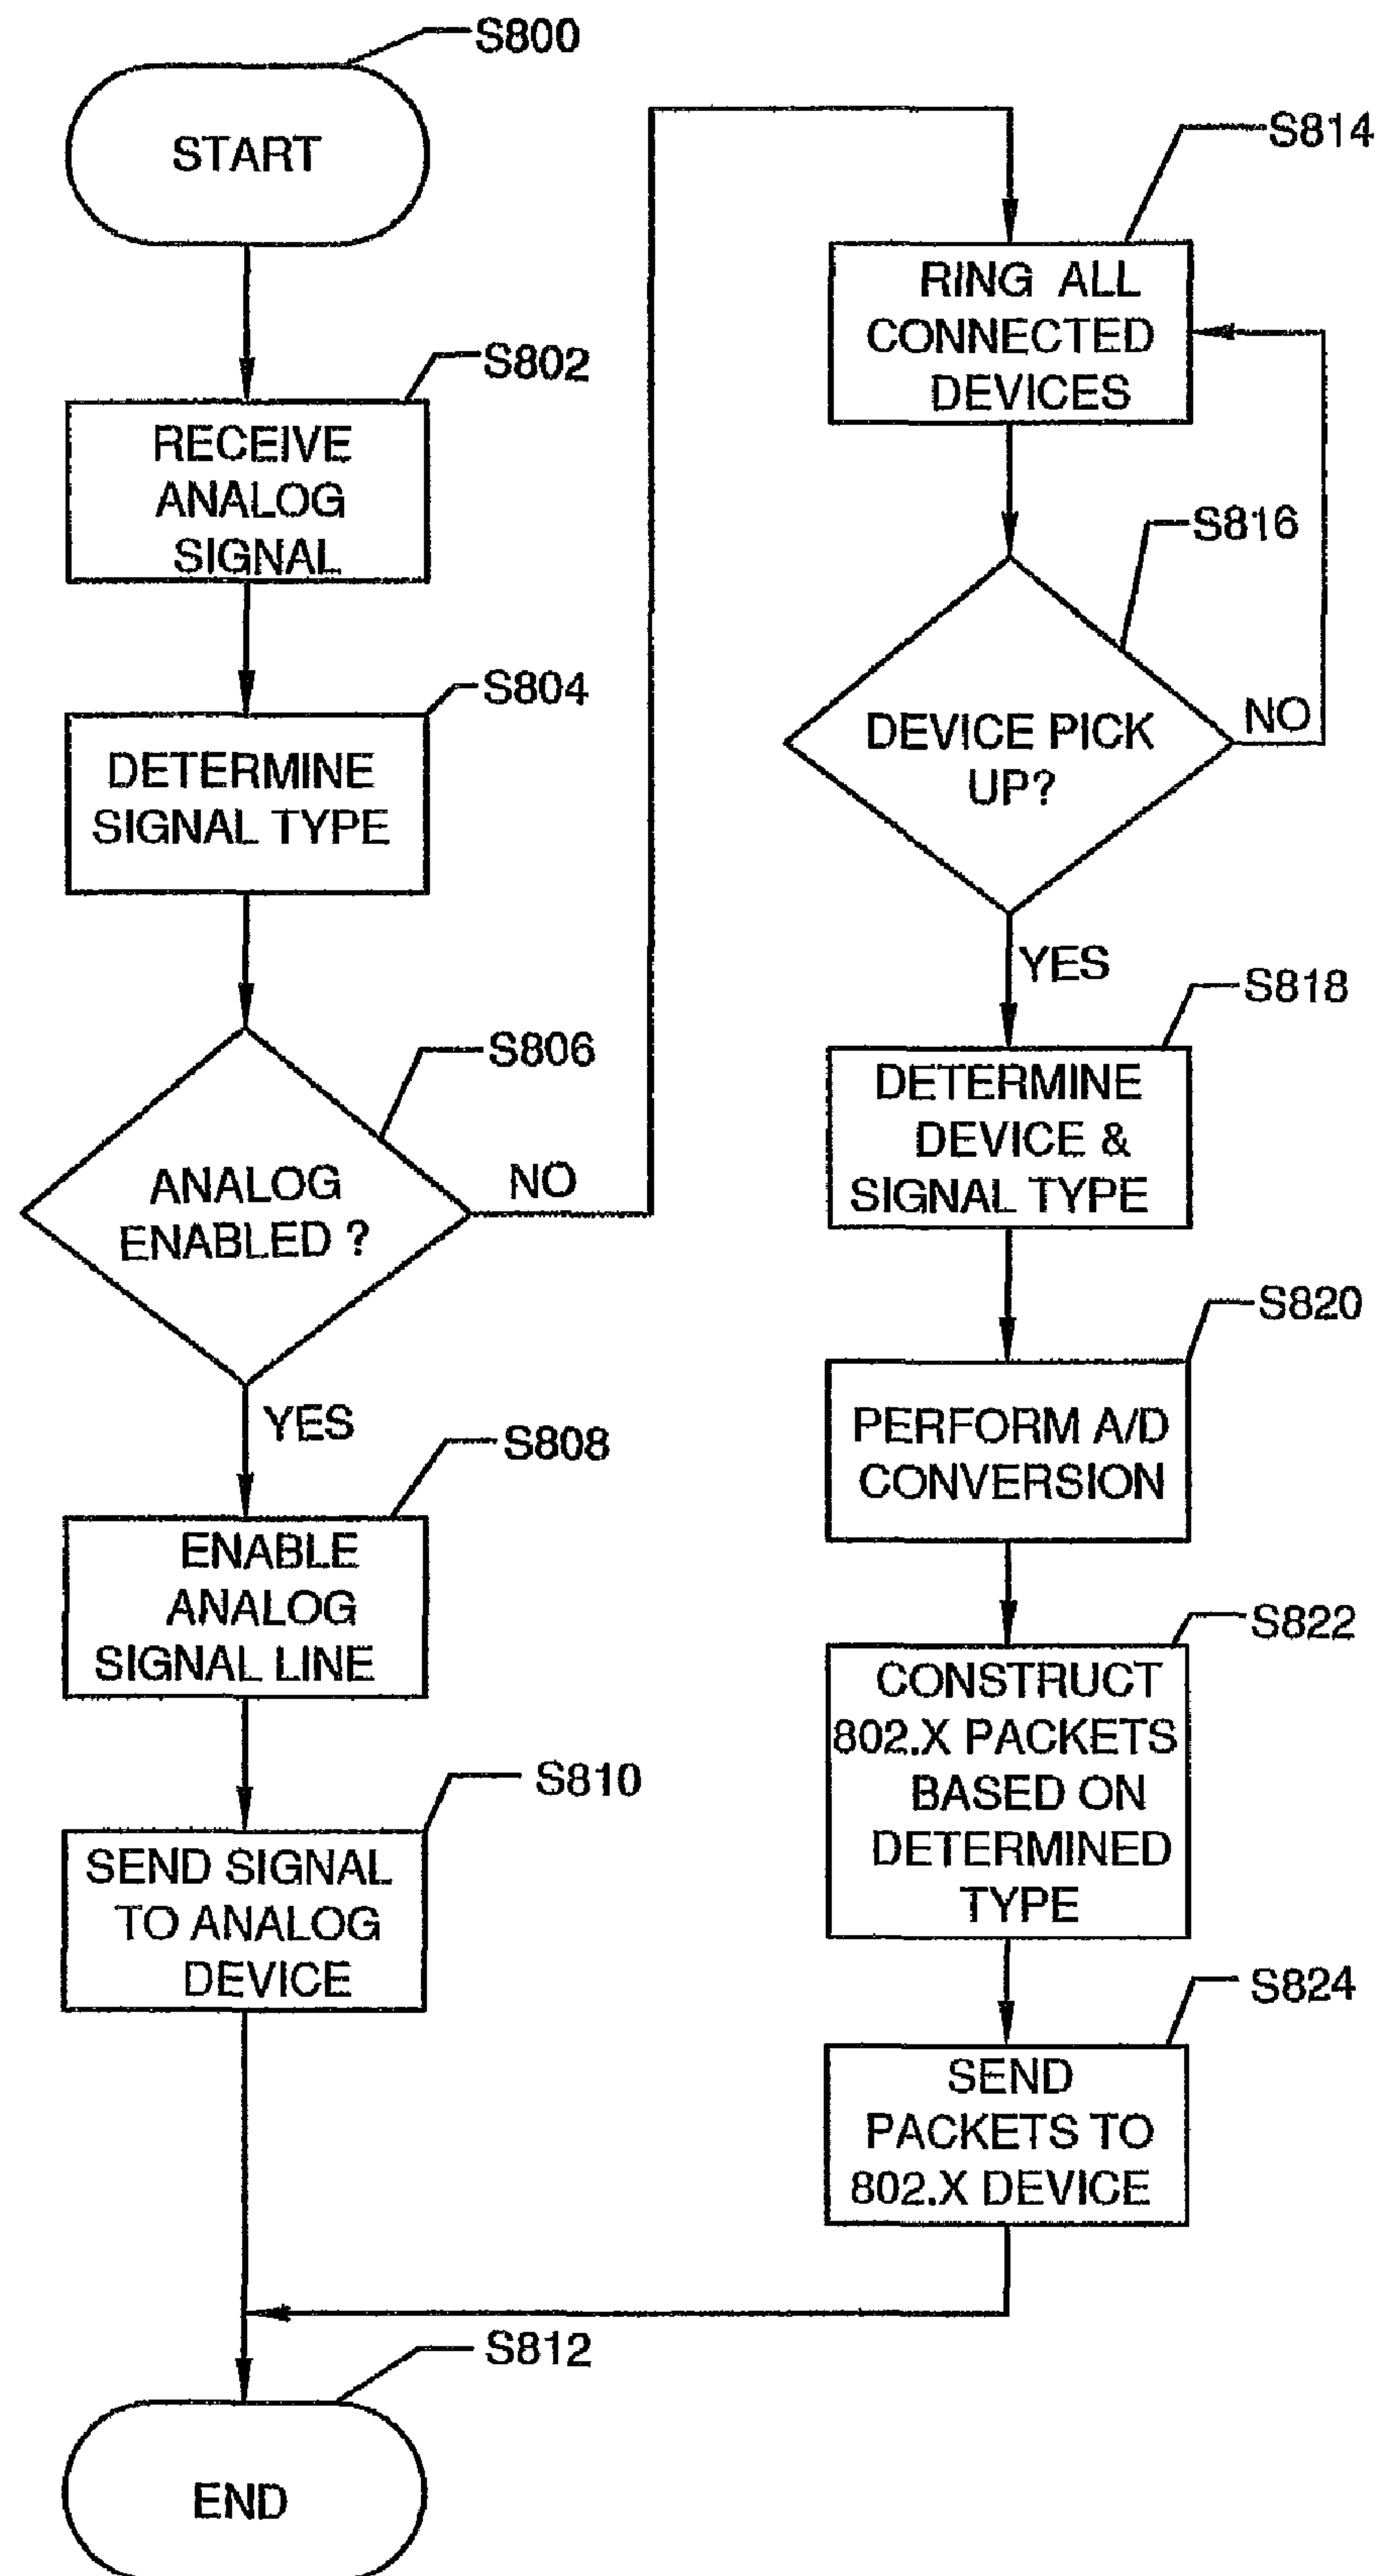 S800
START
S802
RECEIVE
ANALOG
SIGNAL
S804
DETERMINE
SIGNAL TYPE
S806
ANALOG
ENABLED ?
NO
YES
S808
ENABLE
ANALOG
SIGNAL LINE
S810
SEND SIGNAL
TO ANALOG
DEVICE
S812
END
S814
RING ALL
CONNECTED
DEVICES
S816
DEVICE PICK
UP?
NO
YES
S818
DETERMINE
DEVICE &
SIGNAL TYPE
S820
PERFORM A/D
CONVERSION
S822
CONSTRUCT
802.X PACKETS
BASED ON
DETERMINED
TYPE
S824
SEND
PACKETS TO
802.X DEVICE